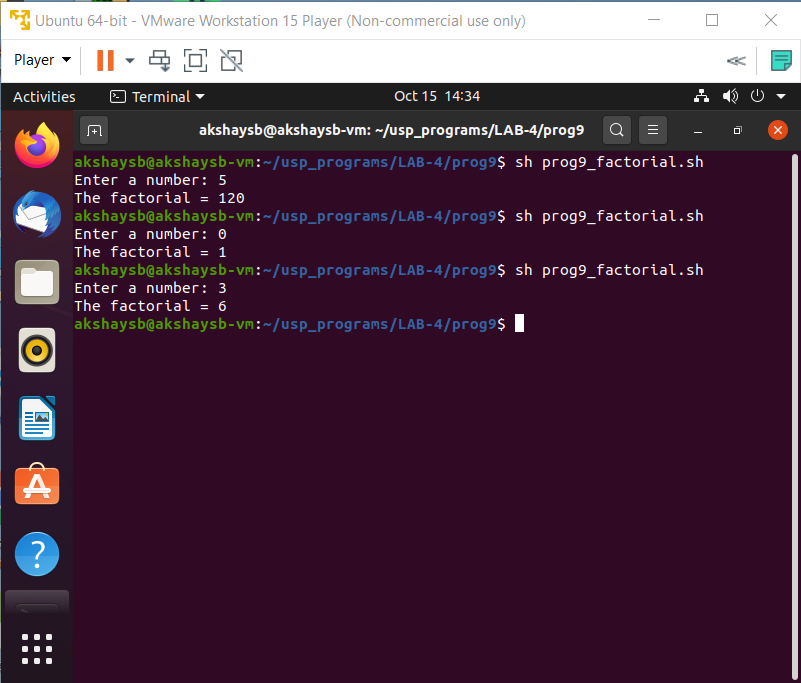 Ubuntu 64-bit - VMware Workstation 15 Player (Non-commercial use only)
Player
Activities Terminal Oct 15 14:34
akshaysb@akshaysb-vm: ~/usp_programs/LAB-4/prog9
akshaysb@akshaysb-vm:~/usp_programs/LAB-4/prog9$ sh prog9_factorial.sh
Enter a number: 5
The factorial = 120
akshaysb@akshaysb-vm:~/usp_programs/LAB-4/prog9$ sh prog9_factorial.sh
Enter a number: 0
The factorial = 1
akshaysb@akshaysb-vm:~/usp_programs/LAB-4/prog9$ sh prog9_factorial.sh
Enter a number: 3
The factorial = 6
akshaysb@akshaysb-vm:~/usp_programs/LAB-4/prog9$